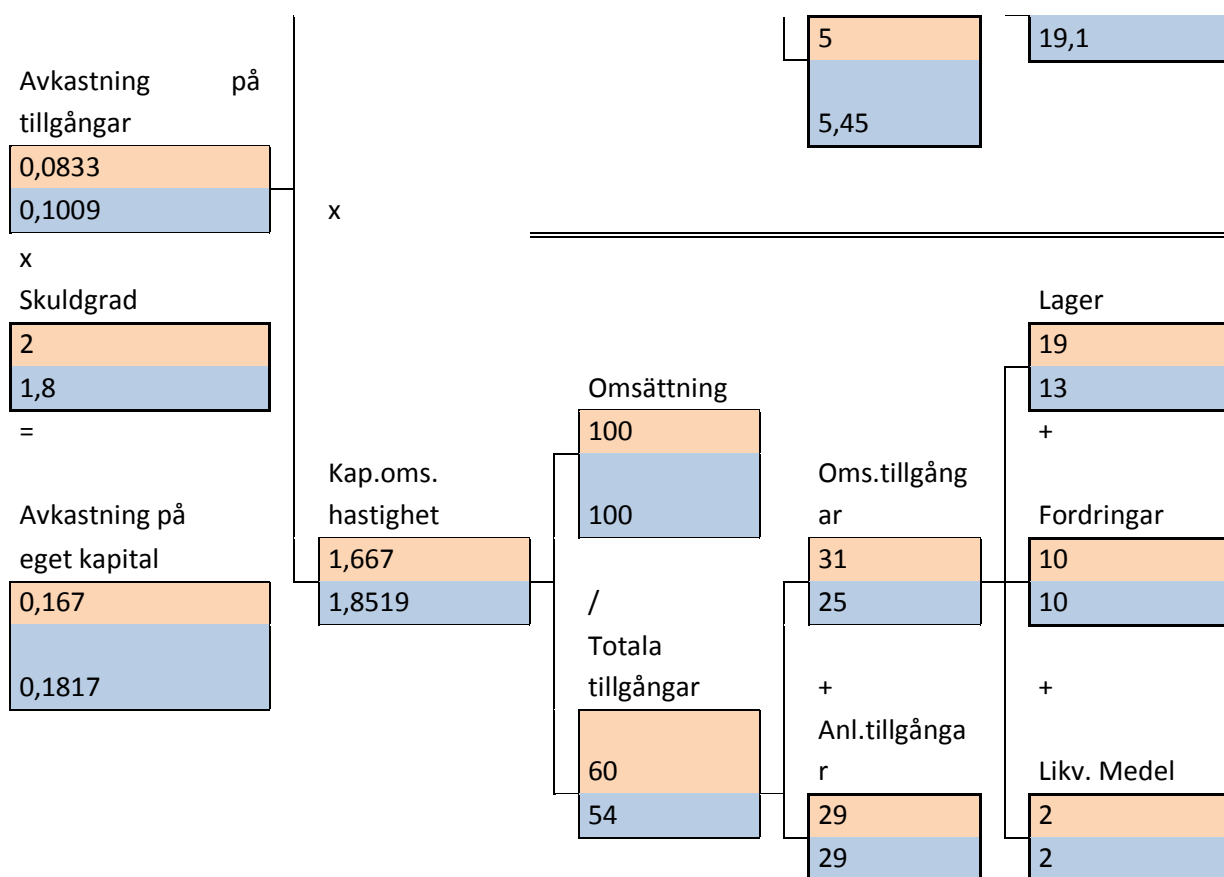 5
19,1
5,45
Avkastning på
tillgångar
0,0833
0,1009
x
x
Skuldgrad
2
1,8
=
Avkastning på
eget kapital
0,167
0,1817
Kap.oms.
hastighet
1,667
1,8519
Omsättning
100
100
/
Totala
tillgångar
60
54
Oms.tillgång
ar
31
25
+
Anl.tillgånga
r
29
29
Lager
19
13
+
Fordringar
10
10
+
Likv. Medel
2
2